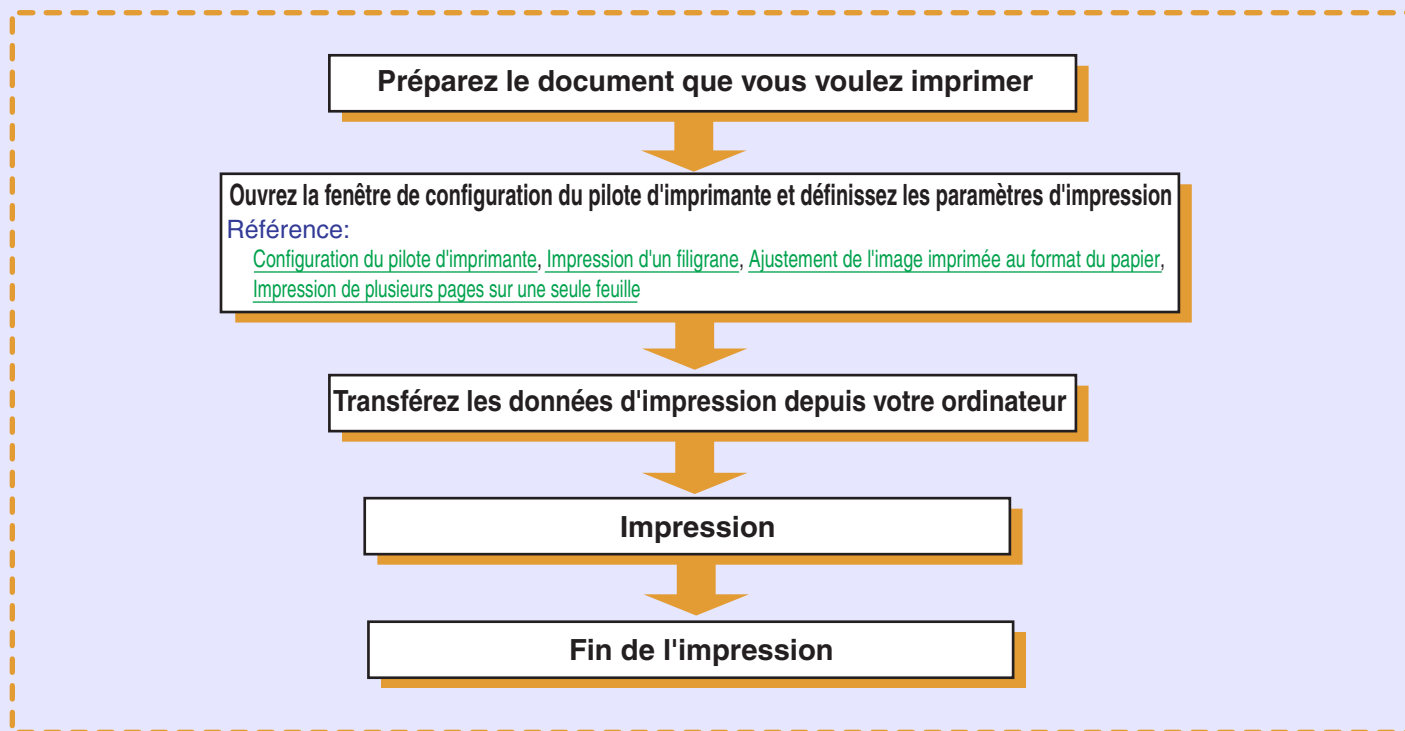 Préparez le document que vous voulez imprimer
Ouvrez la fenêtre de configuration du pilote d'imprimante et définissez les paramètres d'impression
Référence:
Configuration du pilote d'imprimante, Impression d'un filigrane, Ajustement de l'image imprimée au format du papier,
Impression de plusieurs pages sur une seule feuille
Transférez les données d'impression depuis votre ordinateur
Impression
Fin de l'impression